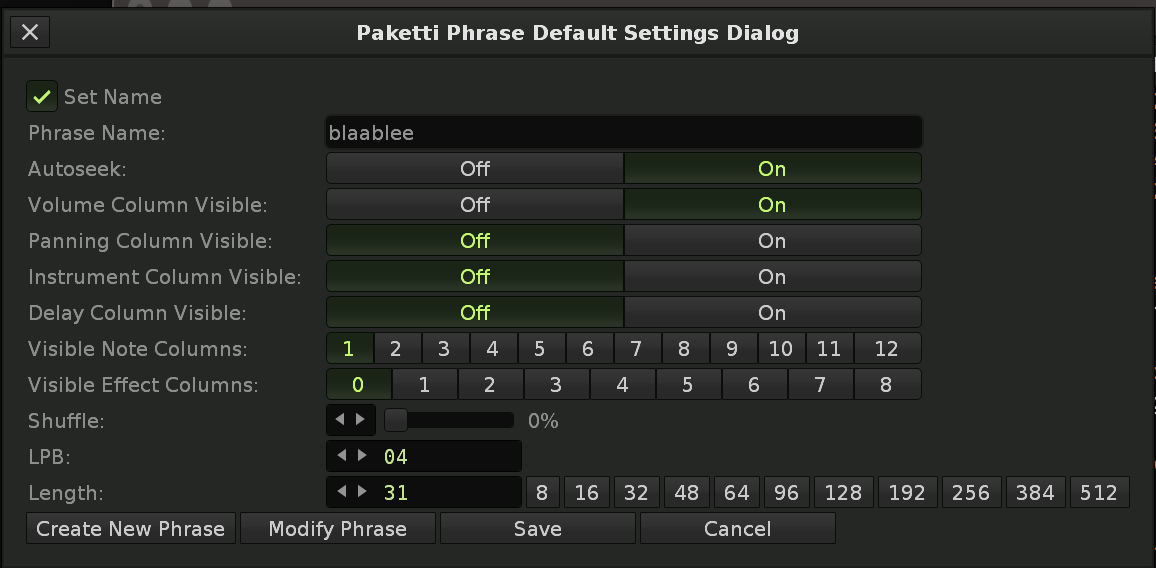 Paketti Phrase Default Settings Dialog
Set Name
Phrase Name: blaablee
Autoseek: Off On
Volume Column Visible: Off On
Panning Column Visible: Off On
Instrument Column Visible: Off On
Delay Column Visible: Off On
Visible Note Columns: 1 2 3 4 5 6 7 8 9 10 11 12
Visible Effect Columns: 0 1 2 3 4 5 6 7 8
Shuffle: 0%
LPB: 04
Length: 31 8 16 32 48 64 96 128 192 256 384 512
Create New Phrase Modify Phrase Save Cancel